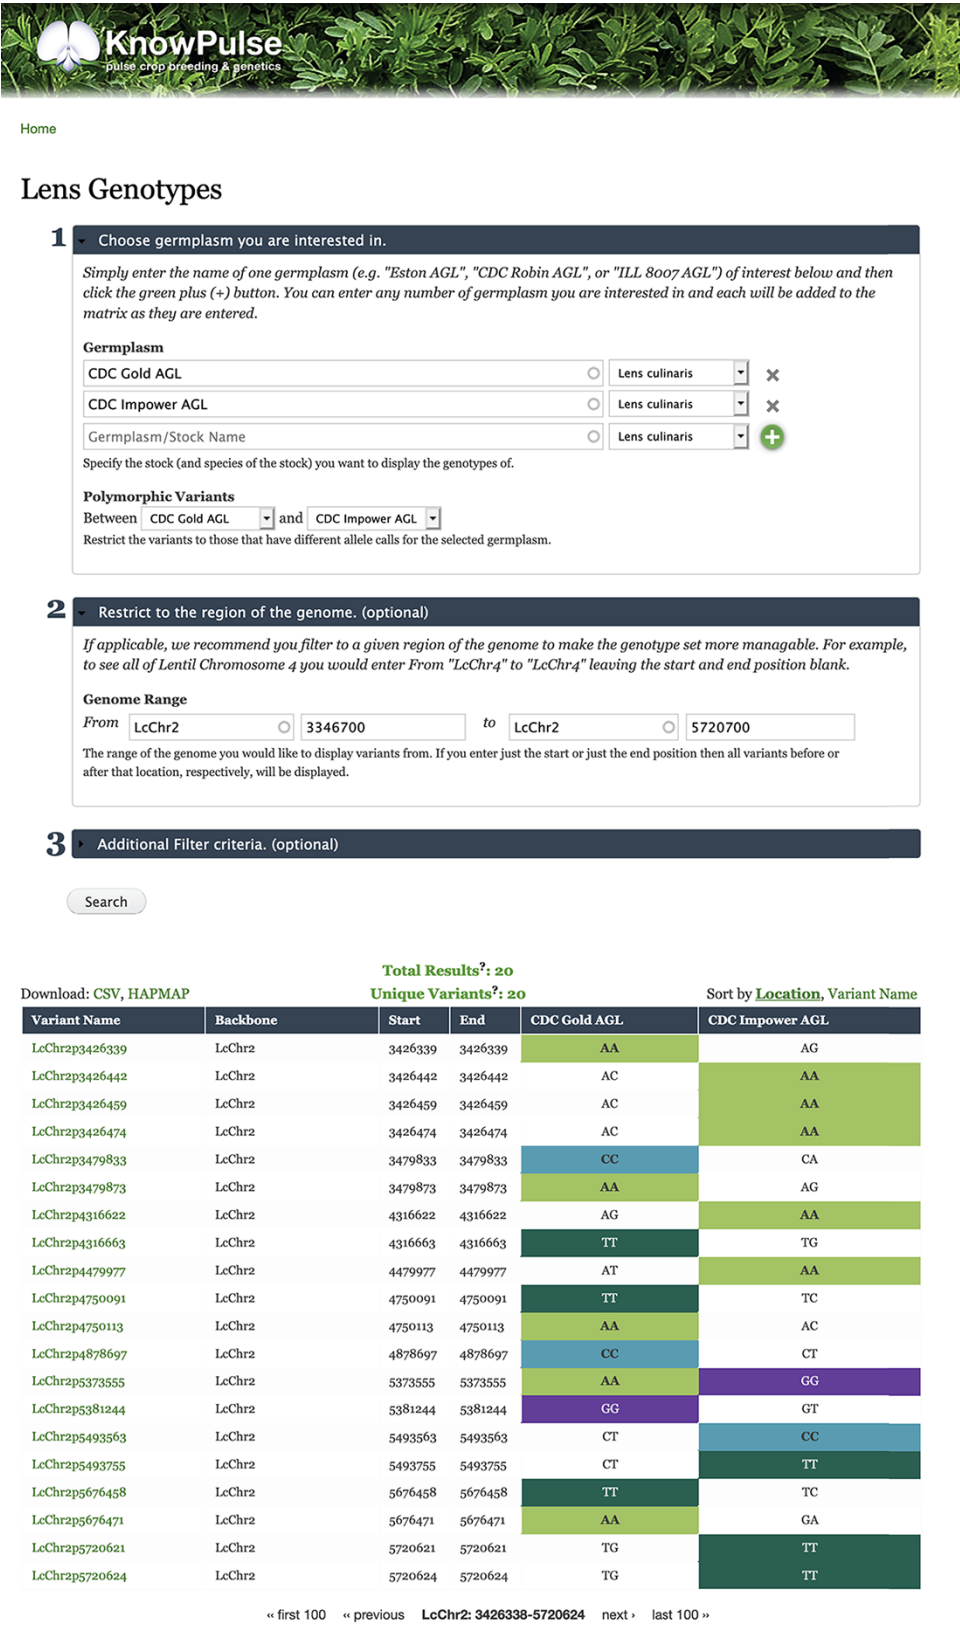 KnowPulse
pulse crop breeding & genetics
Home
Lens Genotypes
1 Choose germplasm you are interested in.
Simply enter the name of one germplasm (e.g. "Eston AGL", "CDC Robin AGL", or "ILL 8007 AGL") of interest below and then
click the green plus (+) button. You can enter any number of germplasm you are interested in and each will be added to the
matrix as they are entered.
Germplasm
CDC Gold AGL Lens culinaris
CDC Impower AGL Lens culinaris
Germplasm/Stock Name Lens culinaris
Specify the stock (and species of the stock) you want to display the genotypes of.
Polymorphic Variants
Between CDC Gold AGL and CDC Impower AGL
Restrict the variants to those that have different allele calls for the selected germplasm.
2 Restrict to the region of the genome. (optional)
If applicable, we recommend you filter to a given region of the genome to make the genotype set more managable. For example,
to see all of Lentil Chromosome 4 you would enter From "LcChr4" to "LcChr4" leaving the start and end position blank.
Genome Range
From LcChr2 3346700 to LcChr2 5720700
The range of the genome you would like to display variants from. If you enter just the start or just the end position then all variants before or
after that location, respectively, will be displayed.
3 Additional Filter criteria. (optional)
Search
Total Results?: 20
Download: CSV, HAPMAP Unique Variants?: 20 Sort by Location, Variant Name
Variant Name Backbone Start End CDC Gold AGL CDC Impower AGL
LcChr2p3426339 LcChr2 3426339 3426339 AA AG
LcChr2p3426442 LcChr2 3426442 3426442 AC AA
LcChr2p3426459 LcChr2 3426459 3426459 AC AA
LcChr2p3426474 LcChr2 3426474 3426474 AC AA
LcChr2p3479833 LcChr2 3479833 3479833 CC CA
LcChr2p3479873 LcChr2 3479873 3479873 AA AG
LcChr2p4316622 LcChr2 4316622 4316622 AG AA
LcChr2p4316663 LcChr2 4316663 4316663 TT TG
LcChr2p4479977 LcChr2 4479977 4479977 AT AA
LcChr2p4750091 LcChr2 4750091 4750091 TT TC
LcChr2p4750113 LcChr2 4750113 4750113 AA AC
LcChr2p4878697 LcChr2 4878697 4878697 CC CT
LcChr2p5373555 LcChr2 5373555 5373555 AA GG
LcChr2p5381244 LcChr2 5381244 5381244 GG GT
LcChr2p5493563 LcChr2 5493563 5493563 CT CC
LcChr2p5493755 LcChr2 5493755 5493755 CT TT
LcChr2p5676458 LcChr2 5676458 5676458 TT TC
LcChr2p5676471 LcChr2 5676471 5676471 AA GA
LcChr2p5720621 LcChr2 5720621 5720621 TG TT
LcChr2p5720624 LcChr2 5720624 5720624 TG TT
‹‹ first 100 ‹‹ previous LcChr2: 3426338-5720624 next › last 100 ››